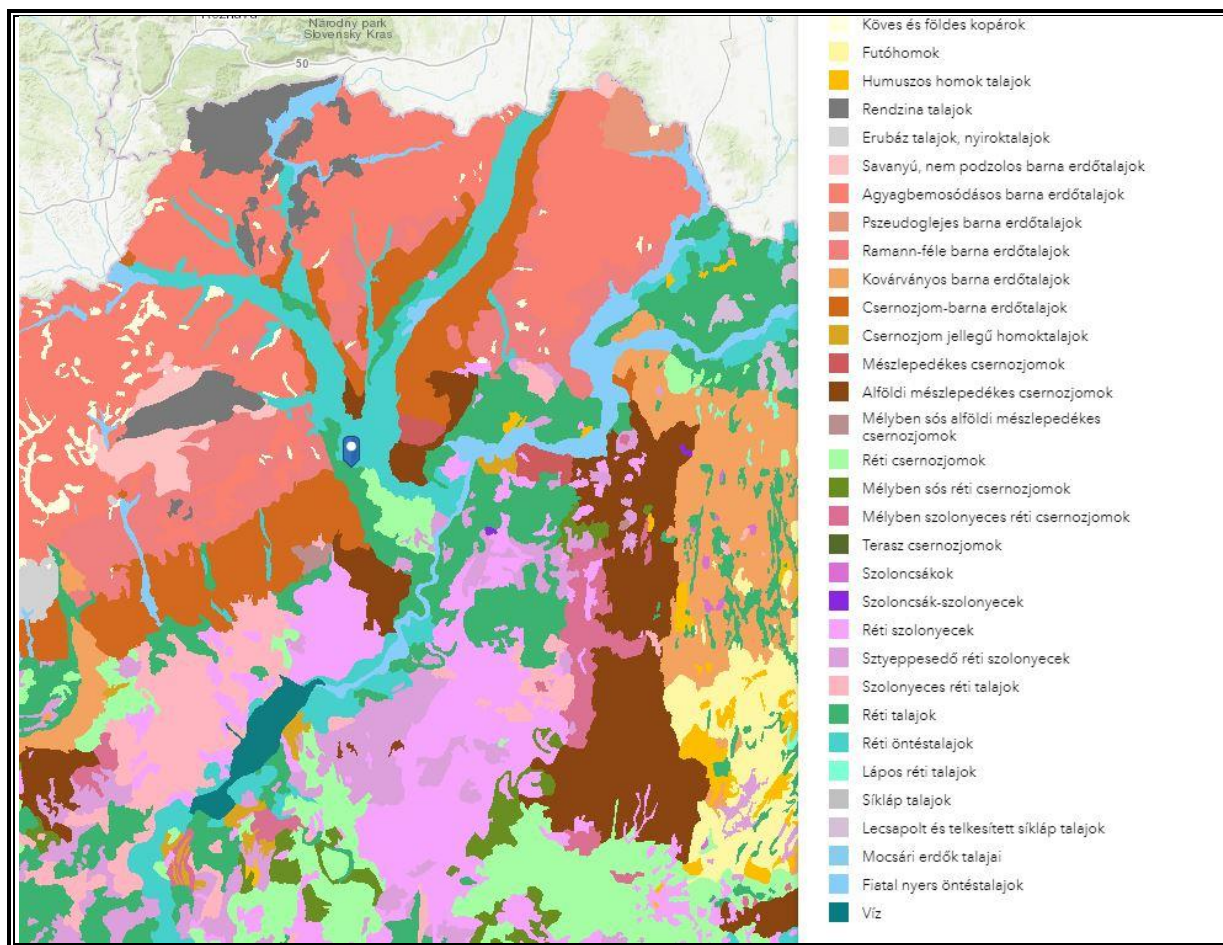 Národný park
Slovenský Kras
50
Köves és földes kopárok
Futóhomok
Humuszos homok talajok
Rendzina talajok
Erubáz talajok, nyiroktalajok
Savanyú, nem podzolos barna erdőtalajok
Agyagbemosódásos barna erdőtalajok
Pszeudoglejes barna erdőtalajok
Ramann-féle barna erdőtalajok
Kovárványos barna erdőtalajok
Csernozjom-barna erdőtalajok
Csernozjom jellegű homoktalajok
Mészlepedékes csernozjomok
Alföldi mészlepedékes csernozjomok
Mélyben sós alföldi mészlepedékes
csernozjomok
Réti csernozjomok
Mélyben sós réti csernozjomok
Mélyben szolonyeces réti csernozjomok
Terasz csernozjomok
Szoloncsákok
Szoloncsák-szolonyecek
Réti szolonyecek
Sztyeppesedő réti szolonyecek
Szolonyeces réti talajok
Réti talajok
Réti öntéstalajok
Lápos réti talajok
Síkláp talajok
Lecsapolt és telkesített síkláp talajok
Mocsári erdők talajai
Fiatal nyers öntéstalajok
Víz